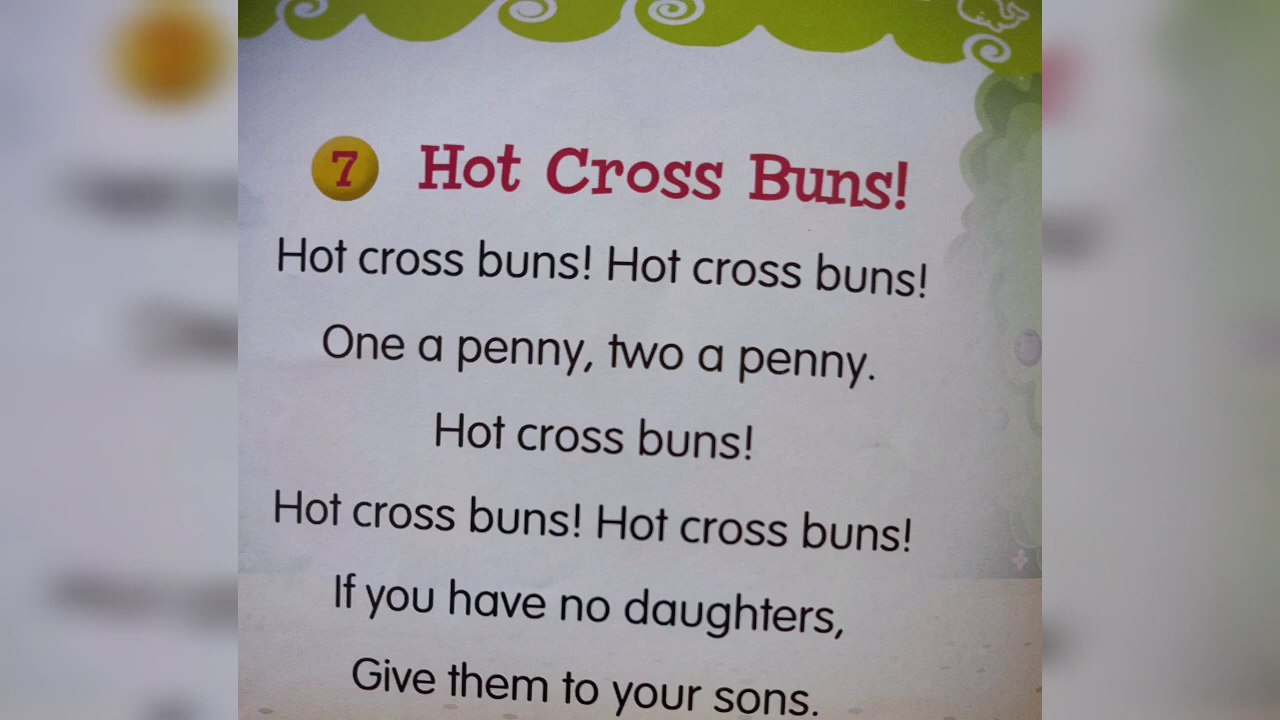 7 Hot Cross Buns!
Hot cross buns! Hot cross buns!
One a penny, two a penny.
Hot cross buns!
Hot cross buns! Hot cross buns!
If you have no daughters,
Give them to your sons.